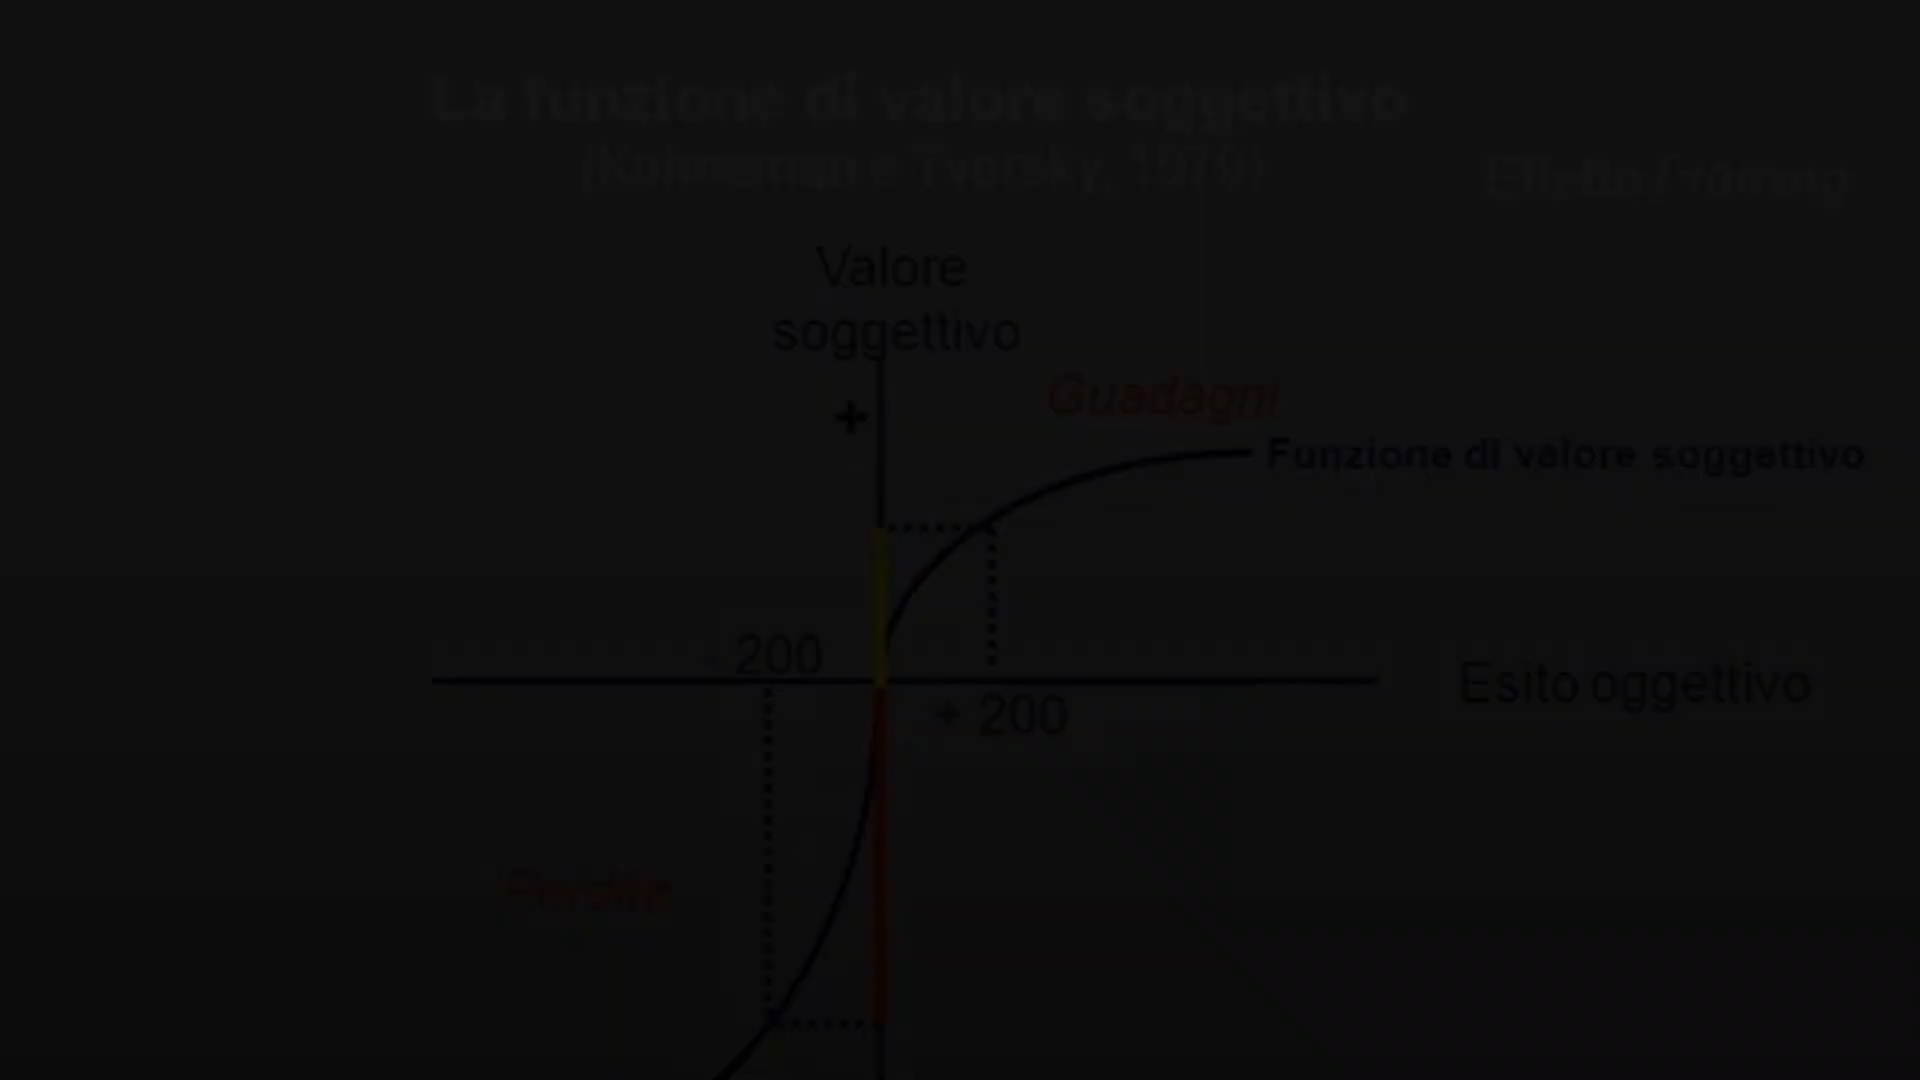 La funzione di valore soggettivo
(Kahneman e Tversky, 1979)
Effetto framing
Valore
soggettivo
Guadagni
+
Funzione di valore soggettivo
- 200
Esito oggettivo
+ 200
Perdite